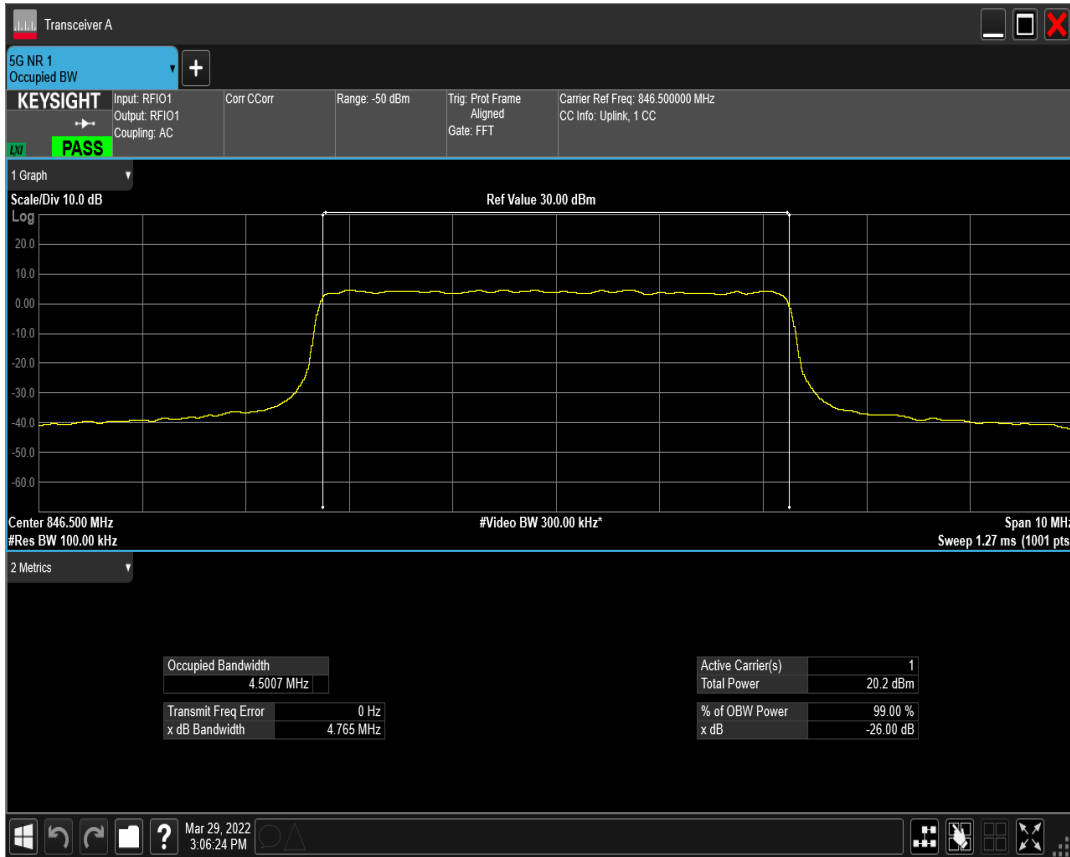 Transceiver A
5G NR 1
Occupied BW
KEYSIGHT
Input: RFIO1
Output: RFIO1
Coupling: AC
Corr CCorr
Range: -50 dBm
Trig: Prot Frame
Aligned
Gate: FFT
Carrier Ref Freq: 846.500000 MHz
CC Info: Uplink, 1 CC
LXI
PASS
1 Graph
Scale/Div 10.0 dB
Ref Value 30.00 dBm
Log
20.0
10.0
0.00
-10.0
-20.0
-30.0
-40.0
-50.0
-60.0
Center 846.500 MHz
#Video BW 300.00 kHz*
Span 10 MHz
#Res BW 100.00 kHz
Sweep 1.27 ms (1001 pts
2 Metrics
Occupied Bandwidth
4.5007 MHz
Transmit Freq Error 0 Hz
x dB Bandwidth 4.765 MHz
Active Carrier(s) 1
Total Power 20.2 dBm
% of OBW Power 99.00 %
x dB -26.00 dB
?
Mar 29, 2022
3:06:24 PM